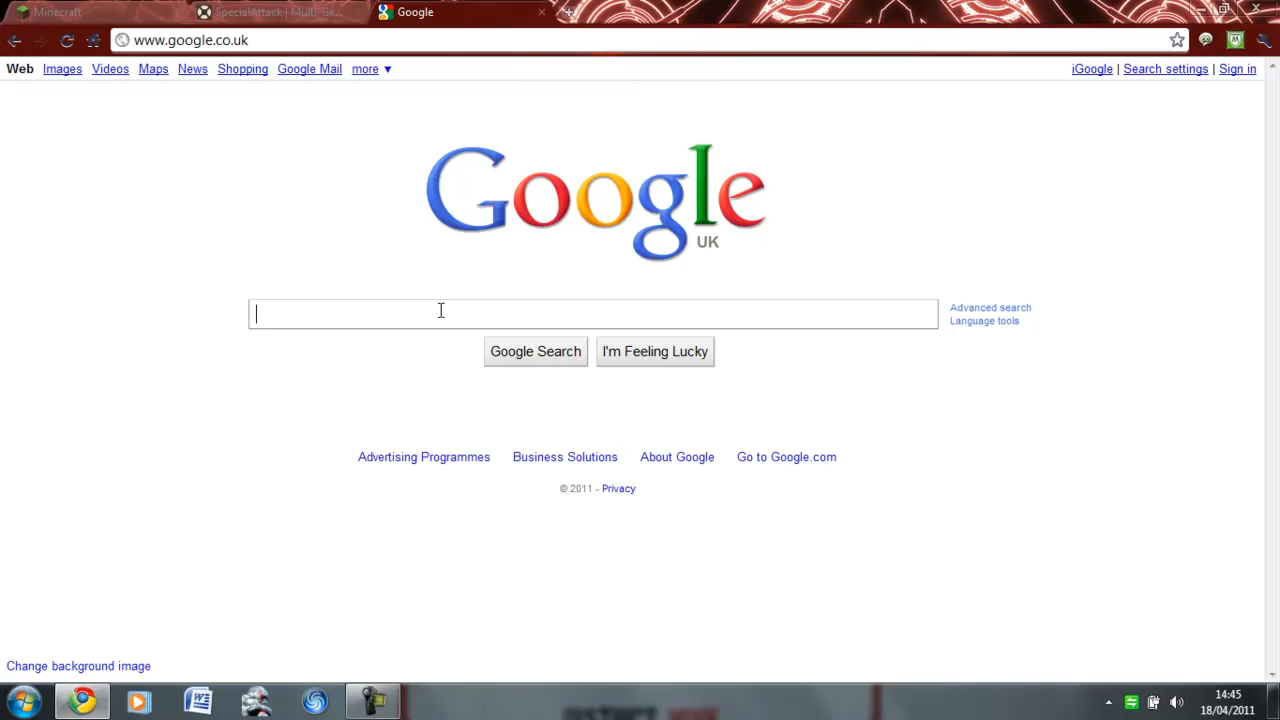 Minecraft SpecialAttack | Multi-Ga... Google
www.google.co.uk
Web Images Videos Maps News Shopping Google Mail more ▼ iGoogle | Search settings | Sign in
Google
UK
Advanced search
Language tools
Google Search I'm Feeling Lucky
Advertising Programmes Business Solutions About Google Go to Google.com
© 2011 - Privacy
Change background image
14:45
18/04/2011